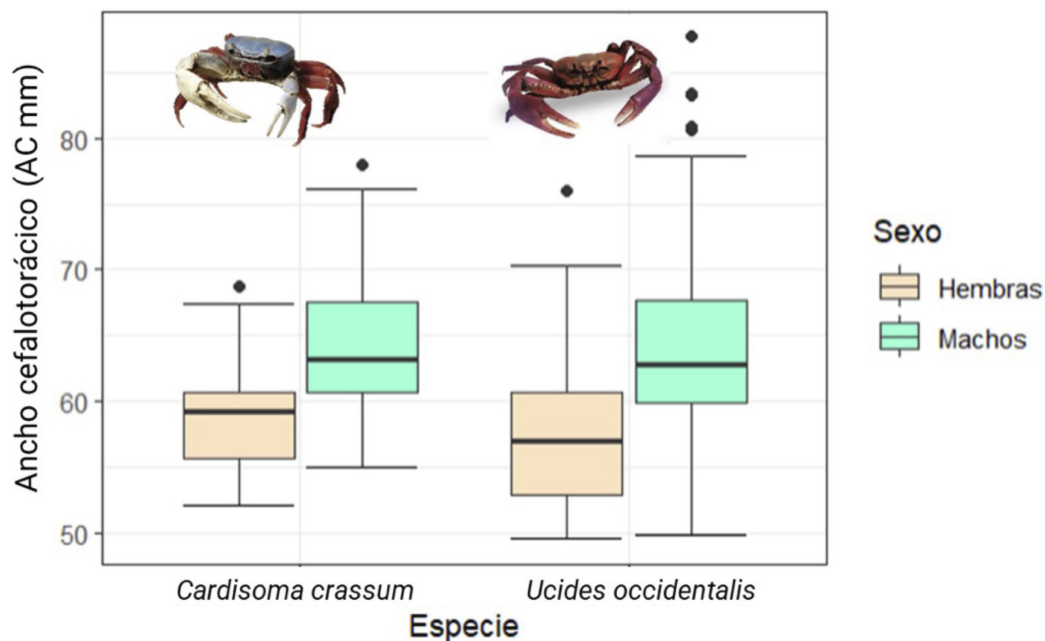 Ancho cefalotorácico (AC mm)
80
70
60
50
Cardisoma crassum
Ucides occidentalis
Especie
Sexo
Hembras
Machos